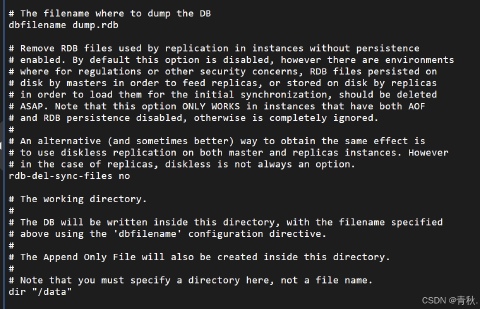 # The filename where to dump the DB
dbfilename dump.rdb
# Remove RDB files used by replication in instances without persistence
# enabled. By default this option is disabled, however there are environments
# where for regulations or other security concerns, RDB files persisted on
# disk by masters in order to feed replicas, or stored on disk by replicas
# in order to load them for the initial synchronization, should be deleted
# ASAP. Note that this option ONLY WORKS in instances that have both AOF
# and RDB persistence disabled, otherwise is completely ignored.
#
# An alternative (and sometimes better) way to obtain the same effect is
# to use diskless replication on both master and replicas instances. However
# in the case of replicas, diskless is not always an option.
rdb-del-sync-files no
# The working directory.
#
# The DB will be written inside this directory, with the filename specified
# above using the 'dbfilename' configuration directive.
#
# The Append Only File will also be created inside this directory.
#
# Note that you must specify a directory here, not a file name.
dir "/data"
CSDN @青秋.